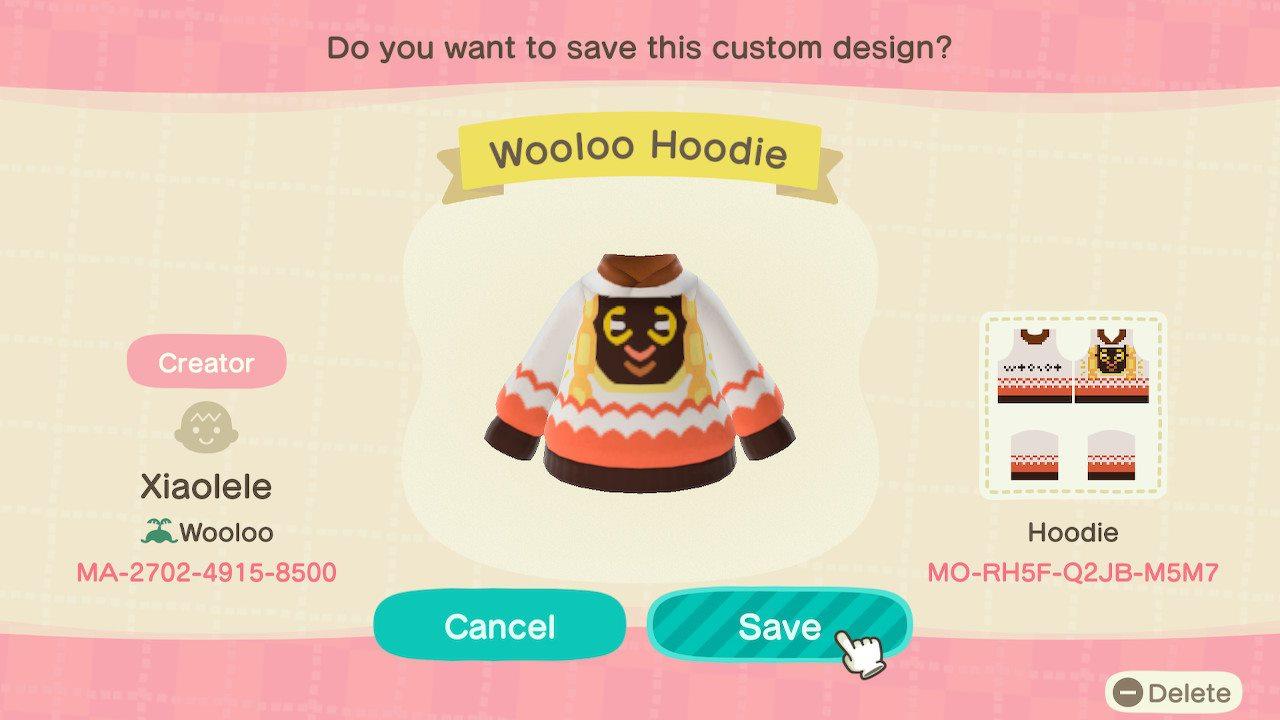 Do you want to save this custom design?
Wooloo Hoodie
Creator
Xiaolele
Wooloo
MA-2702-4915-8500
Hoodie
MO-RH5F-Q2JB-M5M7
Cancel
Save
Delete